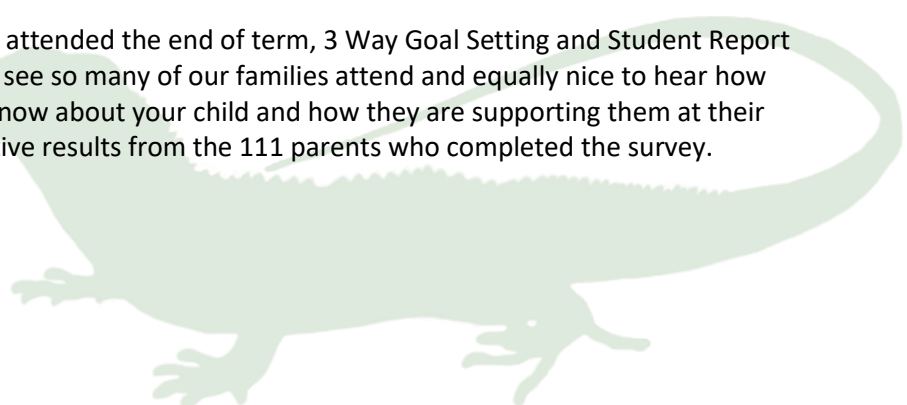 attended the end of term, 3 Way Goal Setting and Student Report
see so many of our families attend and equally nice to hear how
now about your child and how they are supporting them at their
tive results from the 111 parents who completed the survey.